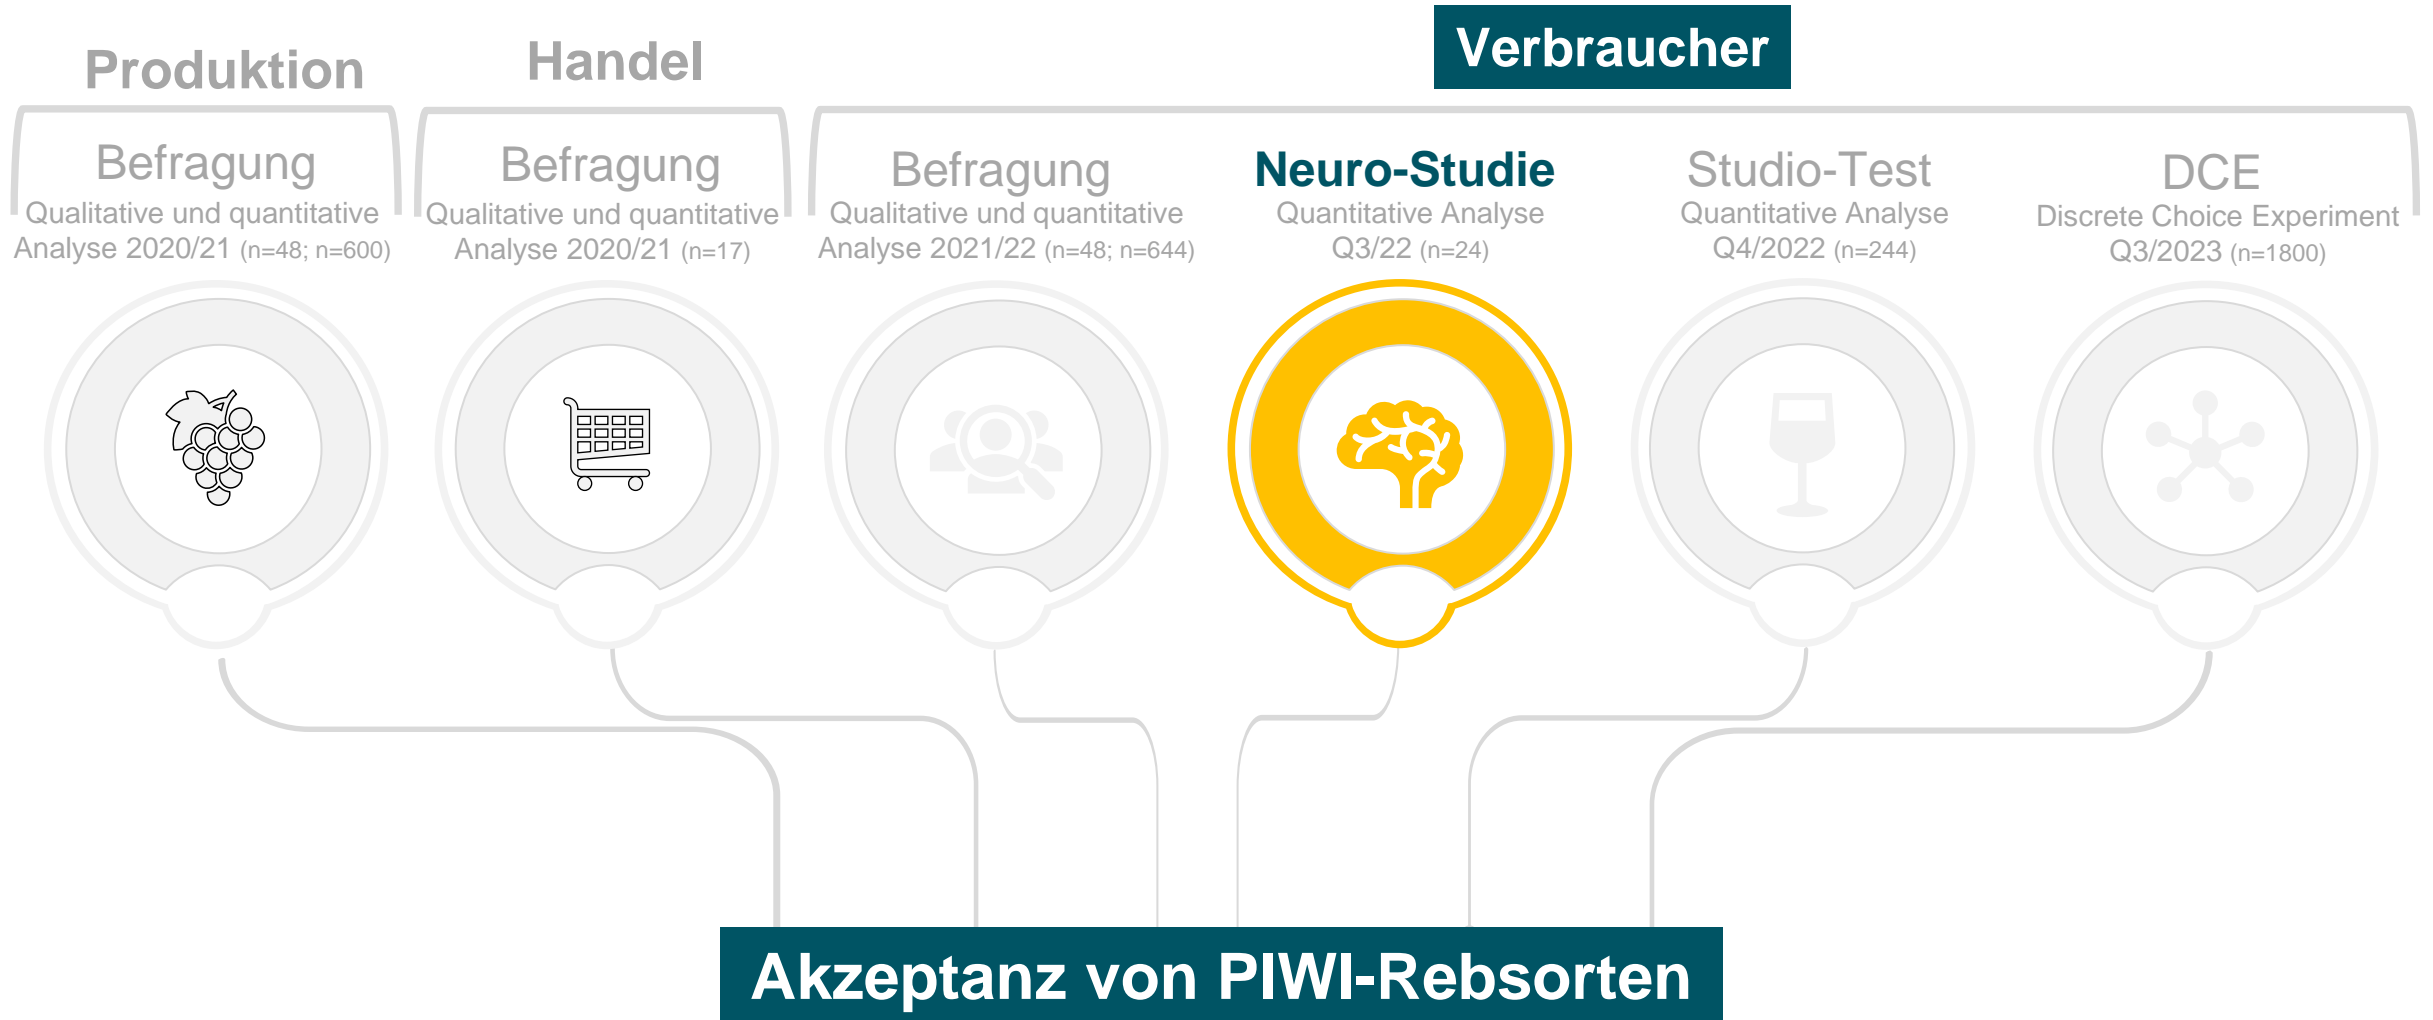 Produktion
Handel
Verbraucher
Befragung
Qualitative und quantitative
Analyse 2020/21 (n=48; n=600)
Befragung
Qualitative und quantitative
Analyse 2020/21 (n=17)
Befragung
Qualitative und quantitative
Analyse 2021/22 (n=48; n=644)
Neuro-Studie
Quantitative Analyse
Q3/22 (n=24)
Studio-Test
Quantitative Analyse
Q4/2022 (n=244)
DCE
Discrete Choice Experiment
Q3/2023 (n=1800)
Akzeptanz von PIWI-Rebsorten